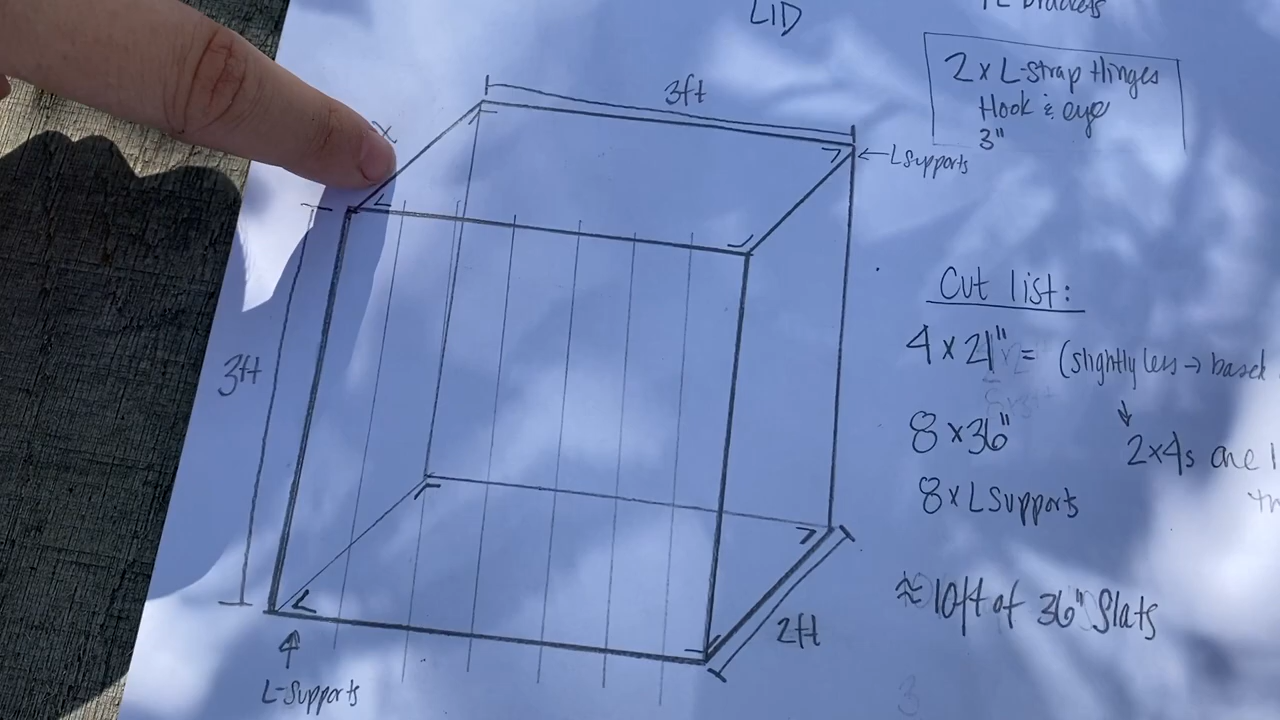 LID
brackets
3ft
2 x L-strap Hinges
Hook & eye
3"
← L supports
3ft
Cut list:
4 x 21" = (slightly less → based
8 x 36"
2x4s are
8 x L supports
≈ 10ft of 36" Slats
2ft
L-Supports